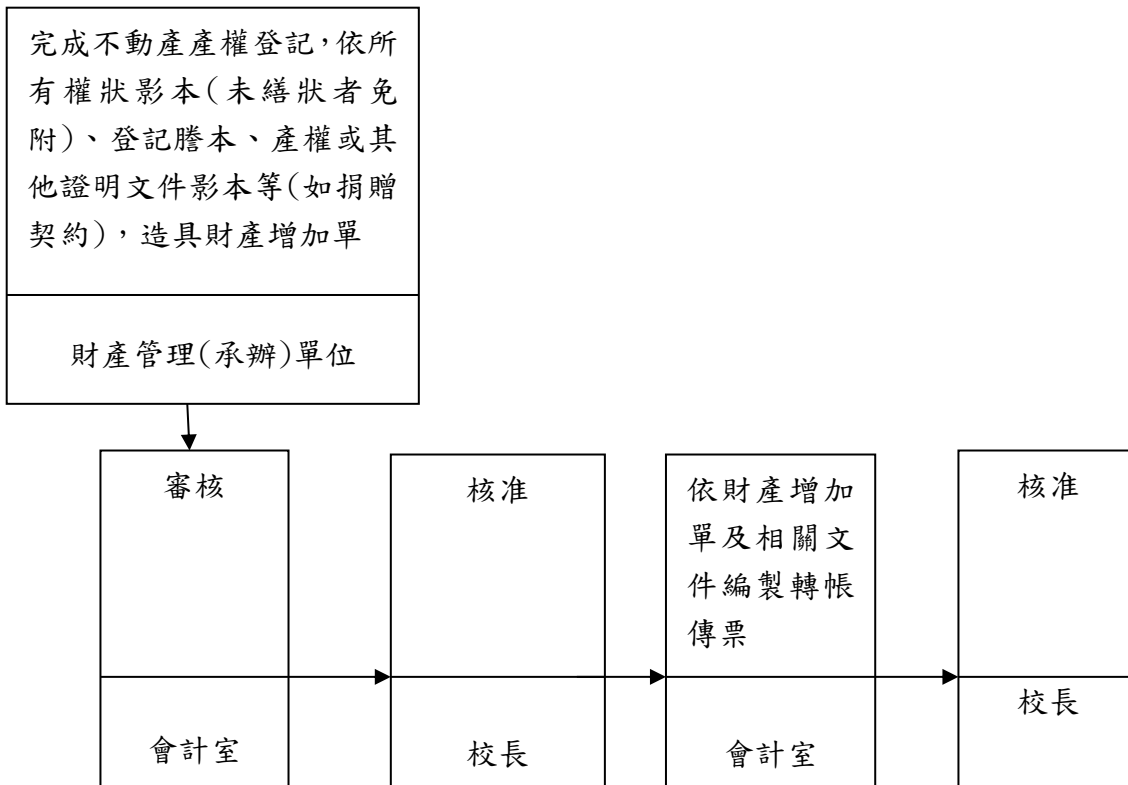 完成不動產產權登記，依所
有權狀影本(未繕狀者免
附)、登記謄本、產權或其
他證明文件影本等(如捐贈
契約)，造具財產增加單
財產管理(承辦)單位
審核
會計室
核准
校長
依財產增加
單及相關文
件編製轉帳
傳票
會計室
核准
校長